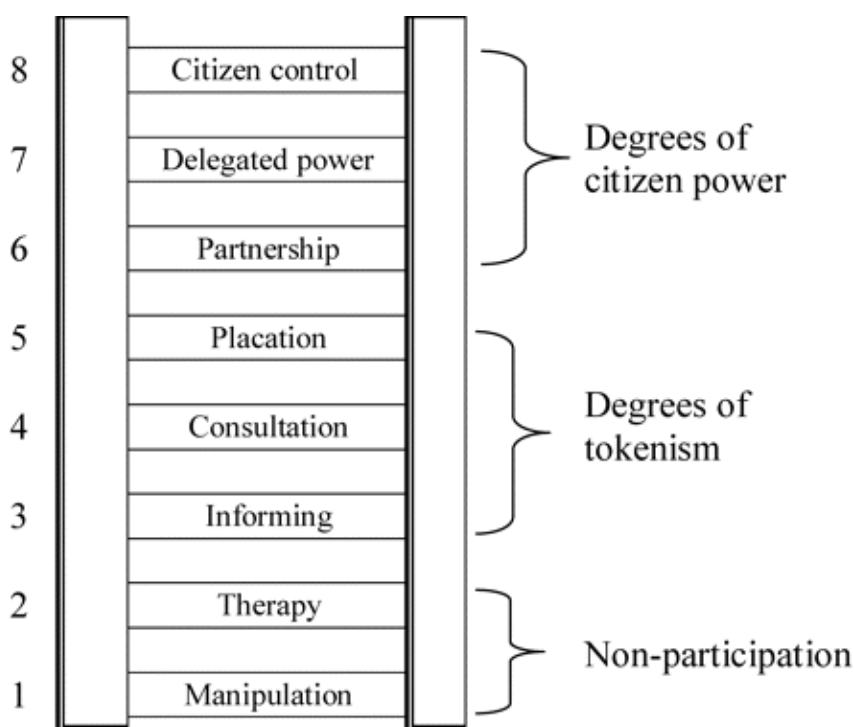 8 Citizen control
7 Delegated power
Degrees of
citizen power
6 Partnership
5 Placation
4 Consultation
Degrees of
tokenism
3 Informing
2 Therapy
Non-participation
1 Manipulation